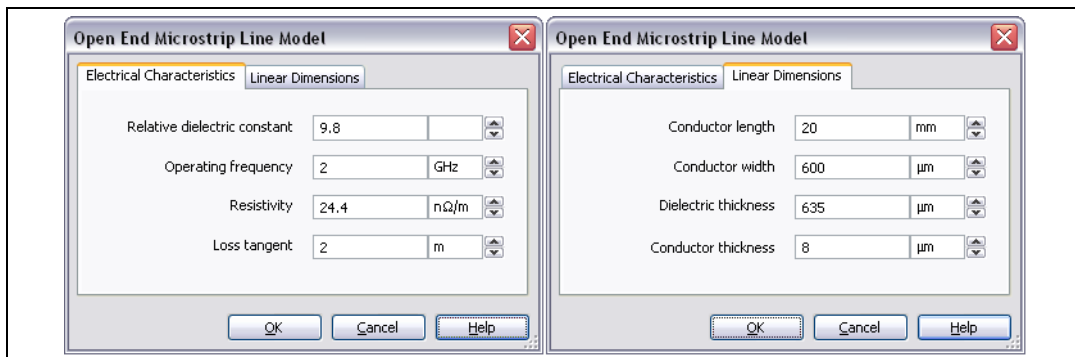 Open End Microstrip Line Model
Electrical Characteristics Linear Dimensions
Relative dielectric constant 9.8
Operating frequency 2 GHz
Resistivity 24.4 nΩ/m
Loss tangent 2 m
OK Cancel Help
Open End Microstrip Line Model
Electrical Characteristics Linear Dimensions
Conductor length 20 mm
Conductor width 600 µm
Dielectric thickness 635 µm
Conductor thickness 8 µm
OK Cancel Help